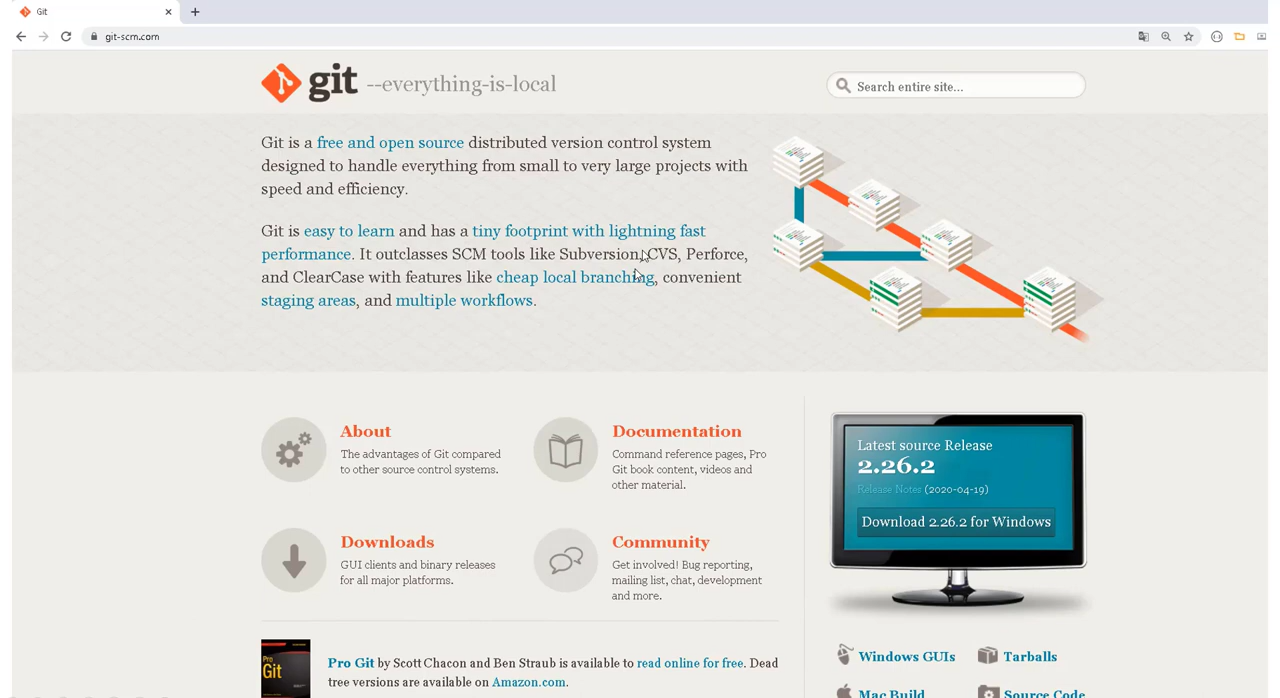 Git
git-scm.com
git --everything-is-local
Search entire site...
Git is a free and open source distributed version control system
designed to handle everything from small to very large projects with
speed and efficiency.
Git is easy to learn and has a tiny footprint with lightning fast
performance. It outclasses SCM tools like Subversion, CVS, Perforce,
and ClearCase with features like cheap local branching, convenient
staging areas, and multiple workflows.
About
The advantages of Git compared
to other source control systems.
Documentation
Command reference pages, Pro
Git book content, videos and
other material.
Downloads
GUI clients and binary releases
for all major platforms.
Community
Get involved! Bug reporting,
mailing list, chat, development
and more.
Latest source Release
2.26.2
Release Notes (2020-04-19)
Download 2.26.2 for Windows
Pro
Git
Pro Git by Scott Chacon and Ben Straub is available to read online for free. Dead
tree versions are available on Amazon.com.
Windows GUIs
Tarballs
Mac Build
Source Code